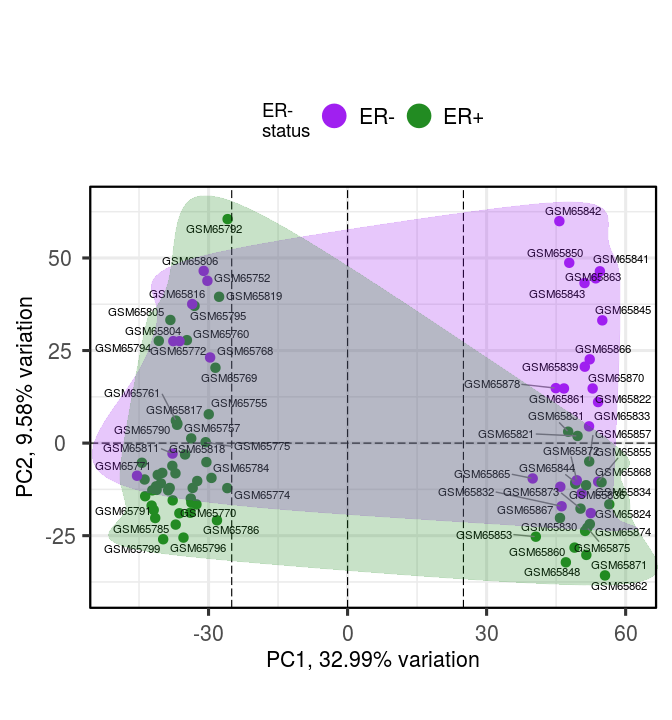 ER-
status
ER-
ER+
GSM65792
GSM65842
GSM65806
GSM65850
GSM65841
GSM65752
GSM65863
GSM65816
GSM65819
GSM65843
GSM65805
GSM65795
GSM65845
GSM65804
GSM65760
GSM65794
GSM65772
GSM65768
GSM65866
GSM65839
GSM65769
GSM65878
GSM65870
GSM65761
GSM65755
GSM65861
GSM65822
GSM65817
GSM65831
GSM65833
GSM65790
GSM65757
GSM65821
GSM65857
GSM65811
GSM65818
GSM65775
GSM65872
GSM65855
GSM65771
GSM65784
GSM65865
GSM65844
GSM65868
GSM65774
GSM65832
GSM65873
GSM65834
GSM65791
GSM65770
GSM65867
GSM65824
GSM65785
GSM65786
GSM65853
GSM65830
GSM65874
GSM65799
GSM65796
GSM65860
GSM65875
GSM65848
GSM65871
GSM65862
50
25
0
-25
-30
0
30
60
PC1, 32.99% variation
PC2, 9.58% variation